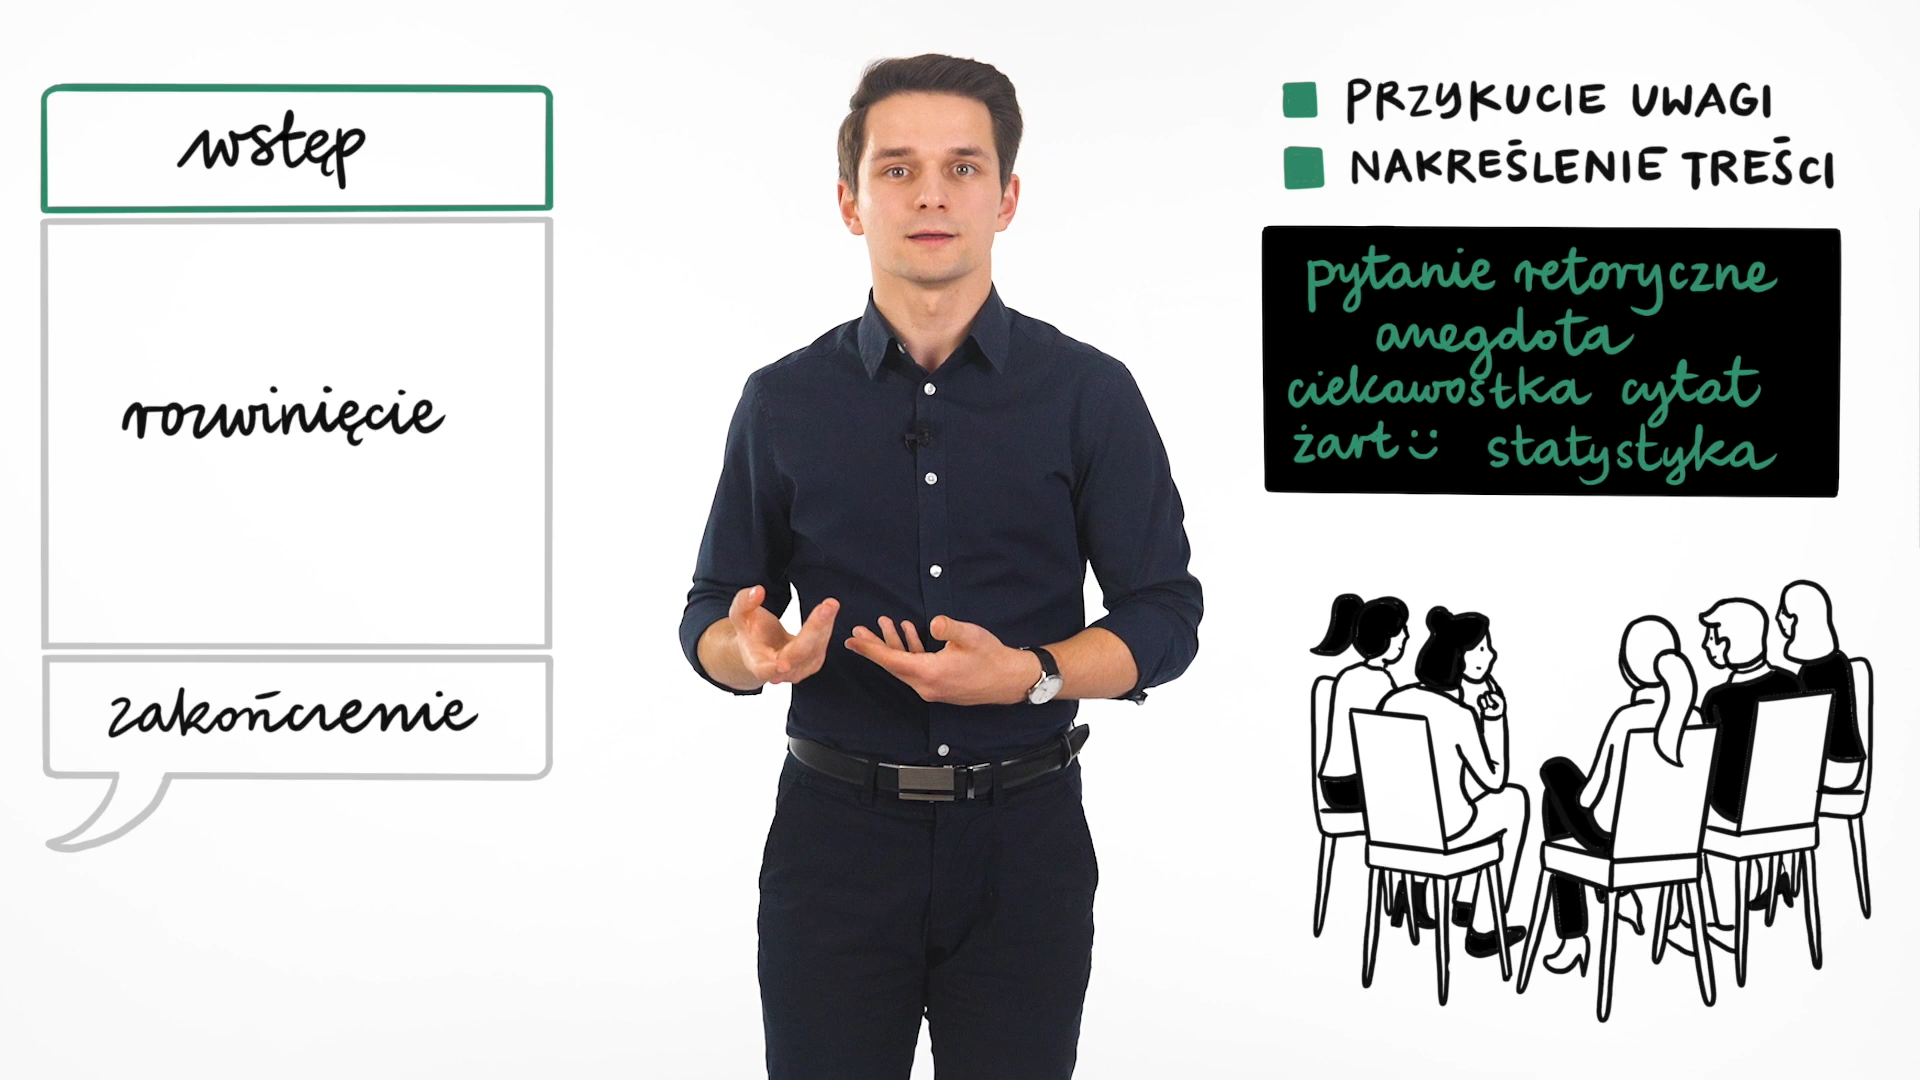 wstęp
rozwinięcie
zakończenie
PRZYKUCIE UWAGI
NAKREŚLENIE TREŚCI
pytanie retoryczne
anegdota
ciekawostka cytat
żart :) statystyka